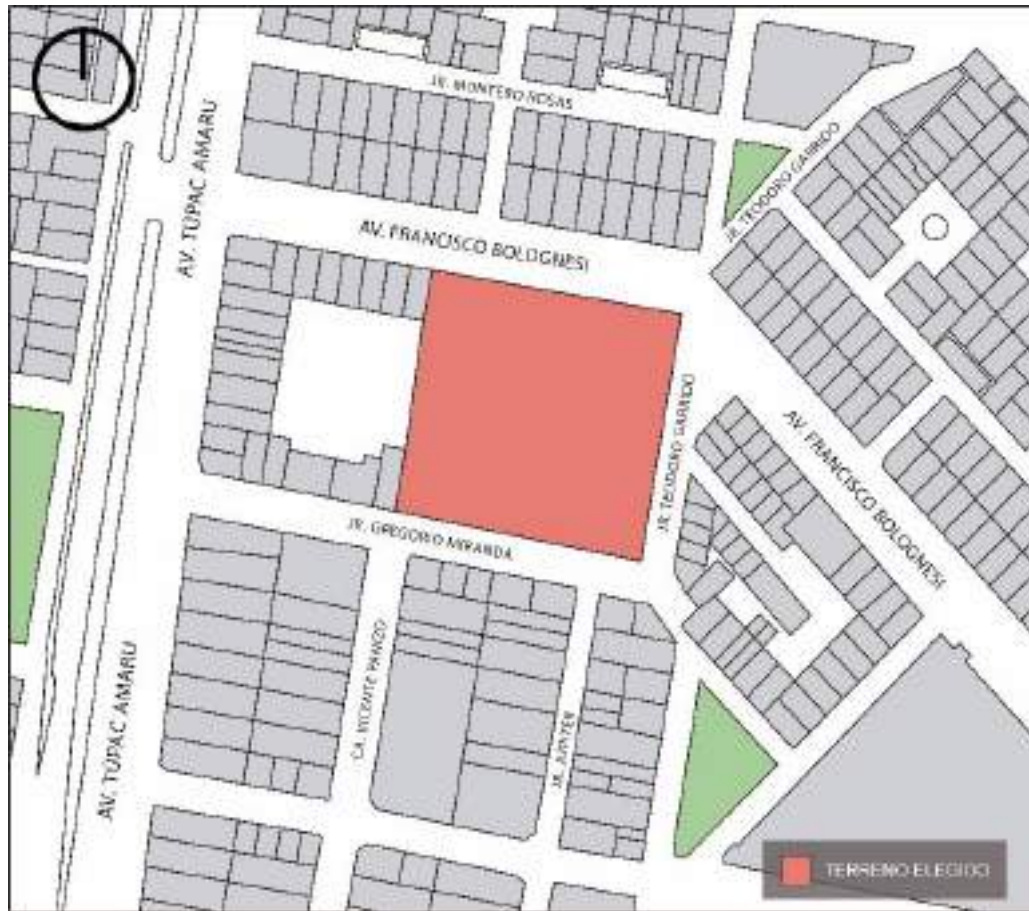 JR. MONTERO ROSAS
AV. TUPAC AMARU
JR. TEODORO GARRIDO
AV. FRANCISCO BOLOGNESI
JR. TEODORO GARRIDO
AV. FRANCISCO BOLOGNESI
JR. GREGORIO MIRANDA
CA. VICENTE PANZO
AV. TUPAC AMARU
JR. JUPITER
TERRENO ELEGIDO